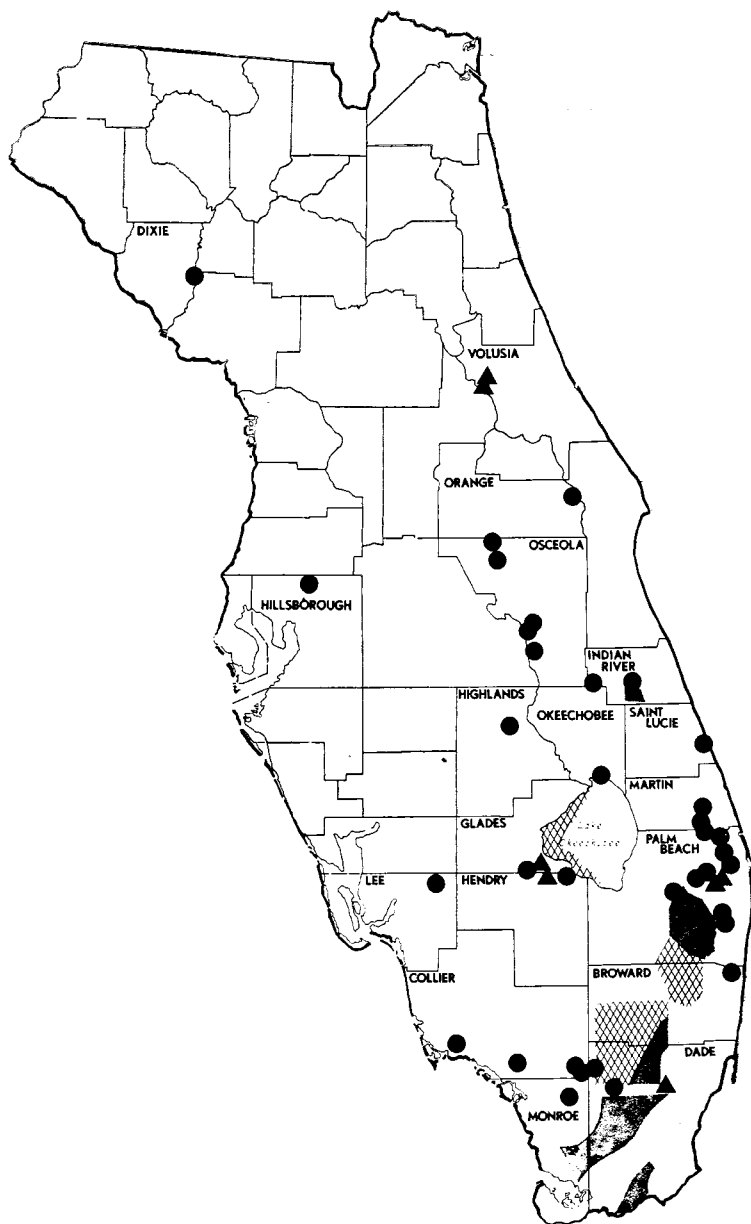 DIXIE
VOLUSIA
ORANGE
OSCEOLA
HILLSBOROUGH
INDIAN
RIVER
HIGHLANDS
OKEECHOBEE
SAINT
LUCIE
MARTIN
GLADES
Lake
PALM
BEACH
LEE
HENDRY
COLLIER
BROWARD
DADE
MONROE